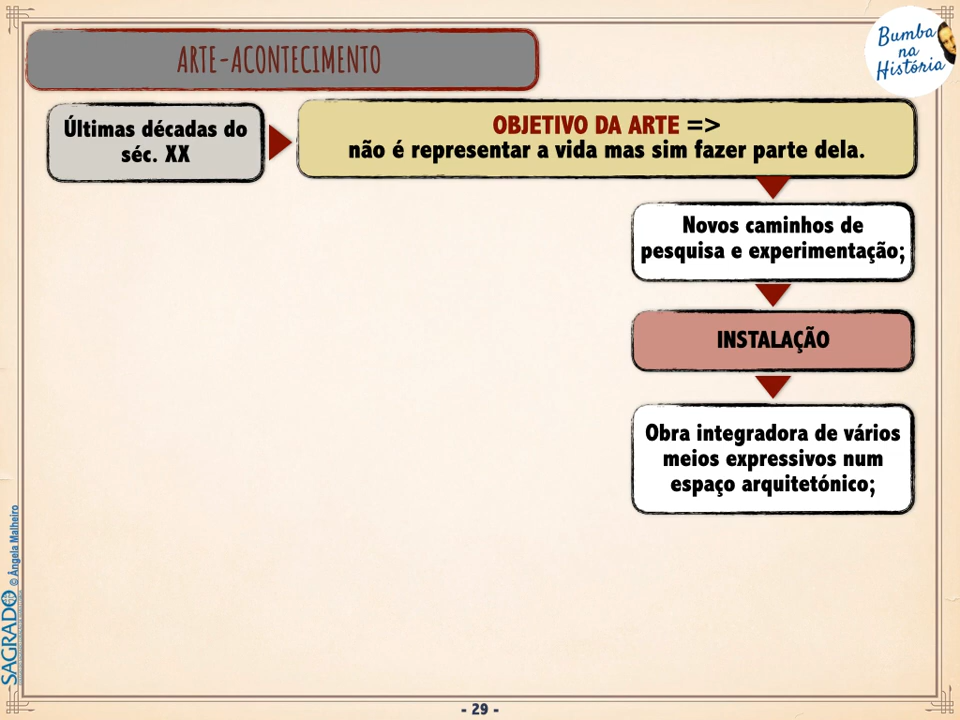 ARTE-ACONTECIMENTO
Bumba
na
História
Últimas décadas do
séc. XX
OBJETIVO DA ARTE =>
não é representar a vida mas sim fazer parte dela.
Novos caminhos de
pesquisa e experimentação;
INSTALAÇÃO
Obra integradora de vários
meios expressivos num
espaço arquitetónico;
© Ângela Malheiro
SAGRADO
- 29 -